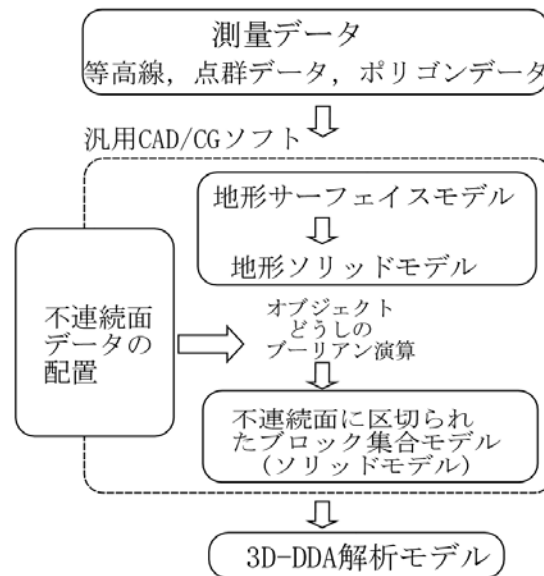 測量データ
等高線，点群データ，ポリゴンデータ
汎用CAD/CGソフト
地形サーフェイスモデル
地形ソリッドモデル
不連続面
データの
配置
オブジェクト
どうしの
ブーリアン演算
不連続面に区切られ
たブロック集合モデル
（ソリッドモデル）
3D-DDA解析モデル